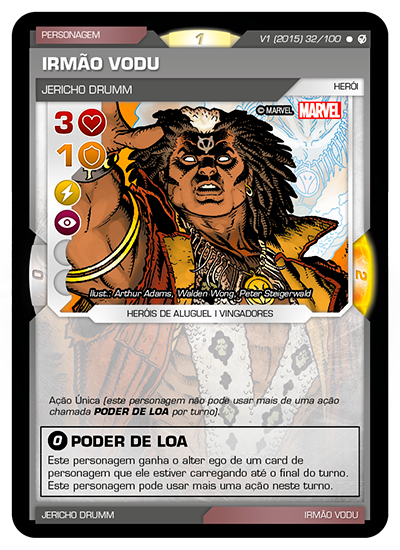 PERSONAGEM
1
V1 (2015) 32/100
IRMÃO VODU
JERICHO DRUMM
HERÓI
© MARVEL
MARVEL
3
1
0
2
Ilust.: Arthur Adams, Walden Wong, Peter Steigerwald
HERÓIS DE ALUGUEL | VINGADORES
Ação Única (este personagem não pode usar mais de uma ação
chamada PODER DE LOA por turno).
0 PODER DE LOA
Este personagem ganha o alter ego de um card de
personagem que ele estiver carregando até o final do turno.
Este personagem pode usar mais uma ação neste turno.
JERICHO DRUMM
IRMÃO VODU